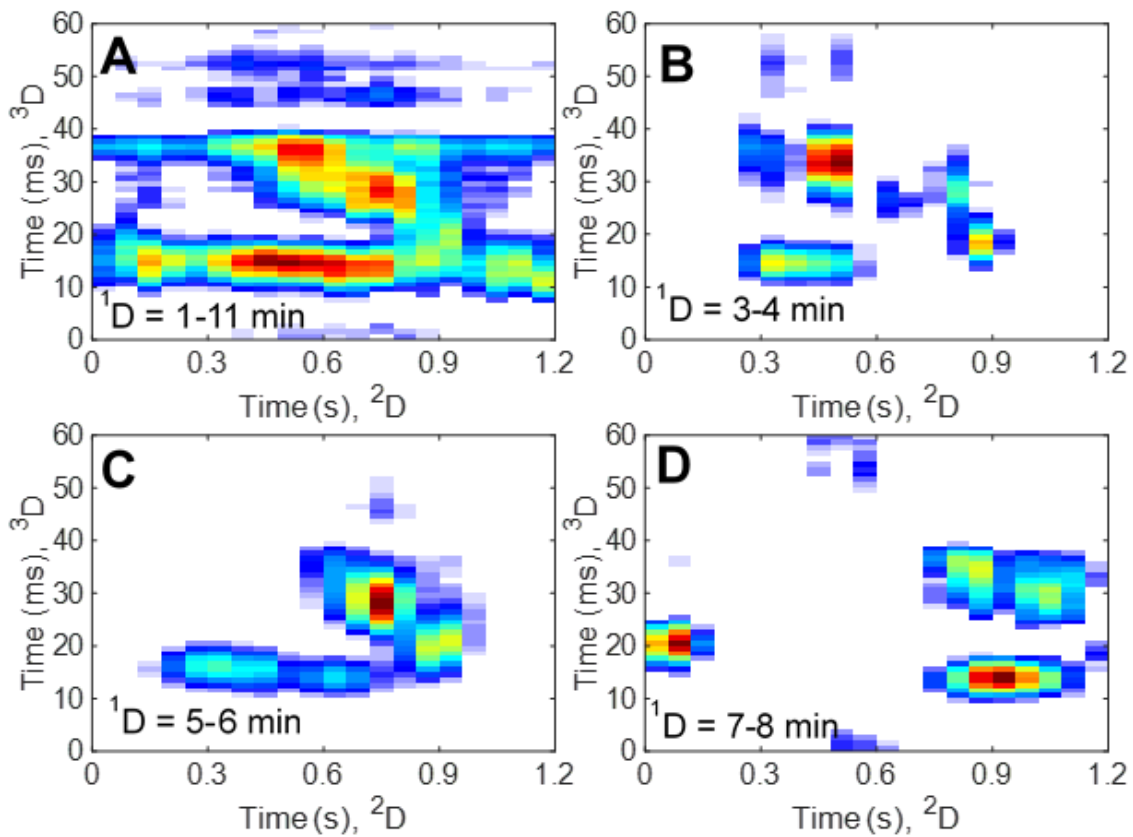 A
60
50
40
30
20
10
0
Time (ms), ³D
¹D = 1-11 min
0 0.3 0.6 0.9 1.2
Time (s), ²D
B
60
50
40
30
20
10
0
Time (ms), ³D
¹D = 3-4 min
0 0.3 0.6 0.9 1.2
Time (s), ²D
C
60
50
40
30
20
10
0
Time (ms), ³D
¹D = 5-6 min
0 0.3 0.6 0.9 1.2
Time (s), ²D
D
60
50
40
30
20
10
0
Time (ms), ³D
¹D = 7-8 min
0 0.3 0.6 0.9 1.2
Time (s), ²D